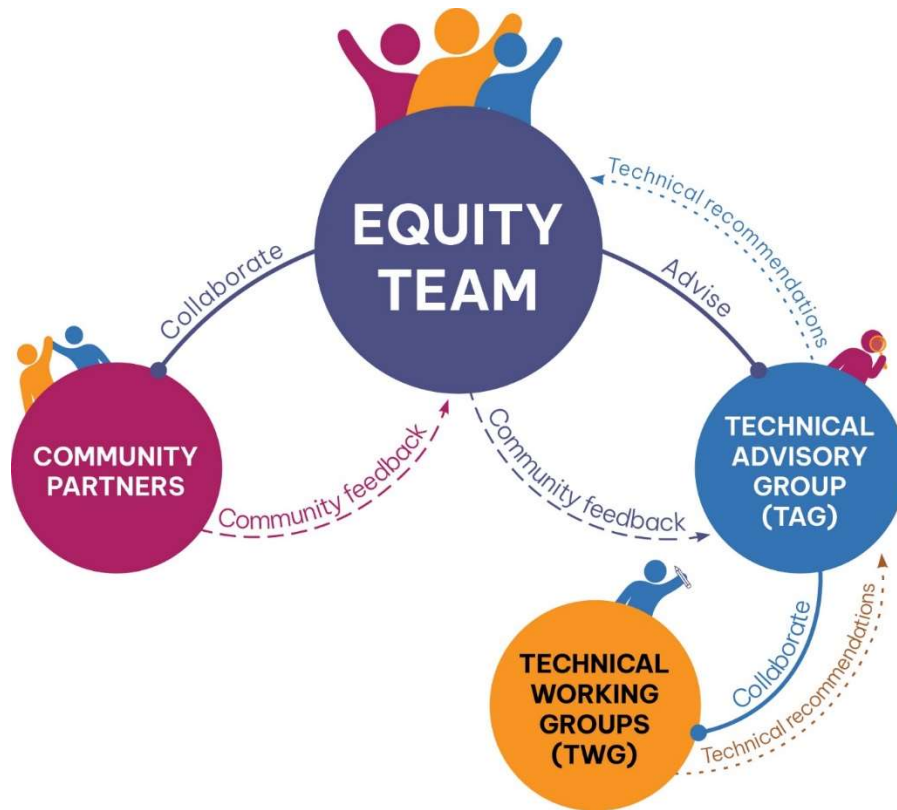 EQUITY
TEAM
Technical recommendations
Collaborate
Advise
COMMUNITY
PARTNERS
TECHNICAL
ADVISORY
GROUP
(TAG)
Community feedback
Community feedback
TECHNICAL
WORKING
GROUPS
(TWG)
Collaborate
Technical recommendations